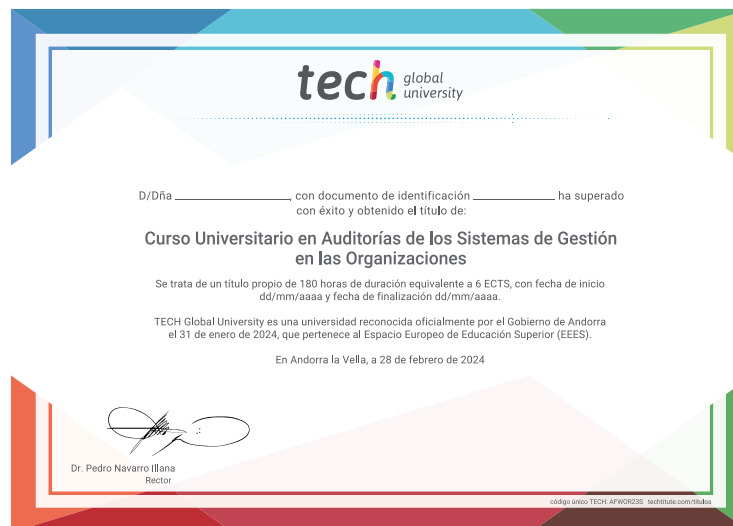 tech global university
D/Dña ____________________, con documento de identificación ______________ ha superado
con éxito y obtenido el título de:
Curso Universitario en Auditorías de los Sistemas de Gestión
en las Organizaciones
Se trata de un título propio de 180 horas de duración equivalente a 6 ECTS, con fecha de inicio
dd/mm/aaaa y fecha de finalización dd/mm/aaaa.
TECH Global University es una universidad reconocida oficialmente por el Gobierno de Andorra
el 31 de enero de 2024, que pertenece al Espacio Europeo de Educación Superior (EEES).
En Andorra la Vella, a 28 de febrero de 2024
Dr. Pedro Navarro Illana
Rector
código único TECH: AFWOR23S techtitute.com/titulos